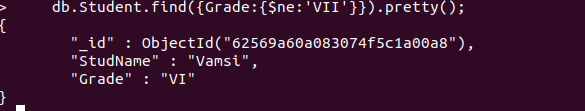 >     db.Student.find({Grade:{$ne:'VII'}}).pretty();
{
        "_id" : ObjectId("62569a60a083074f5c1a00a8"),
        "StudName" : "Vamsi",
        "Grade" : "VI"
}